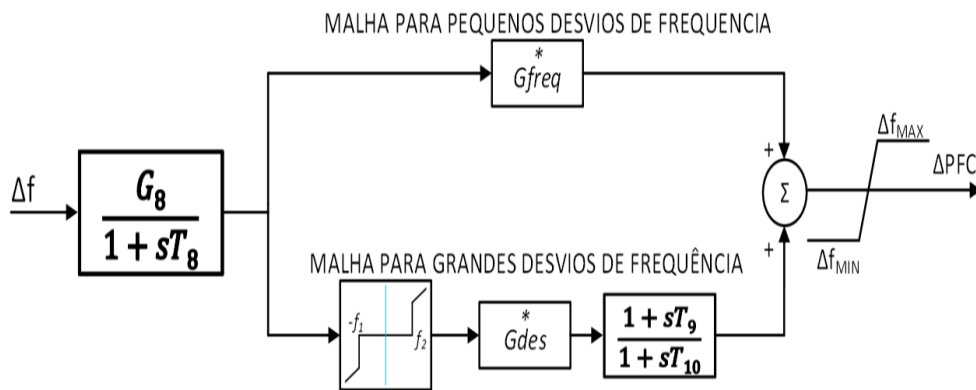 MALHA PARA PEQUENOS DESVIOS DE FREQUENCIA
*
Gfreq
Δf
G8
1 + sT8
+
Σ
+
ΔfMAX
ΔPFC
ΔfMIN
MALHA PARA GRANDES DESVIOS DE FREQUÊNCIA
-f1
f2
*
Gdes
1 + sT9
1 + sT10